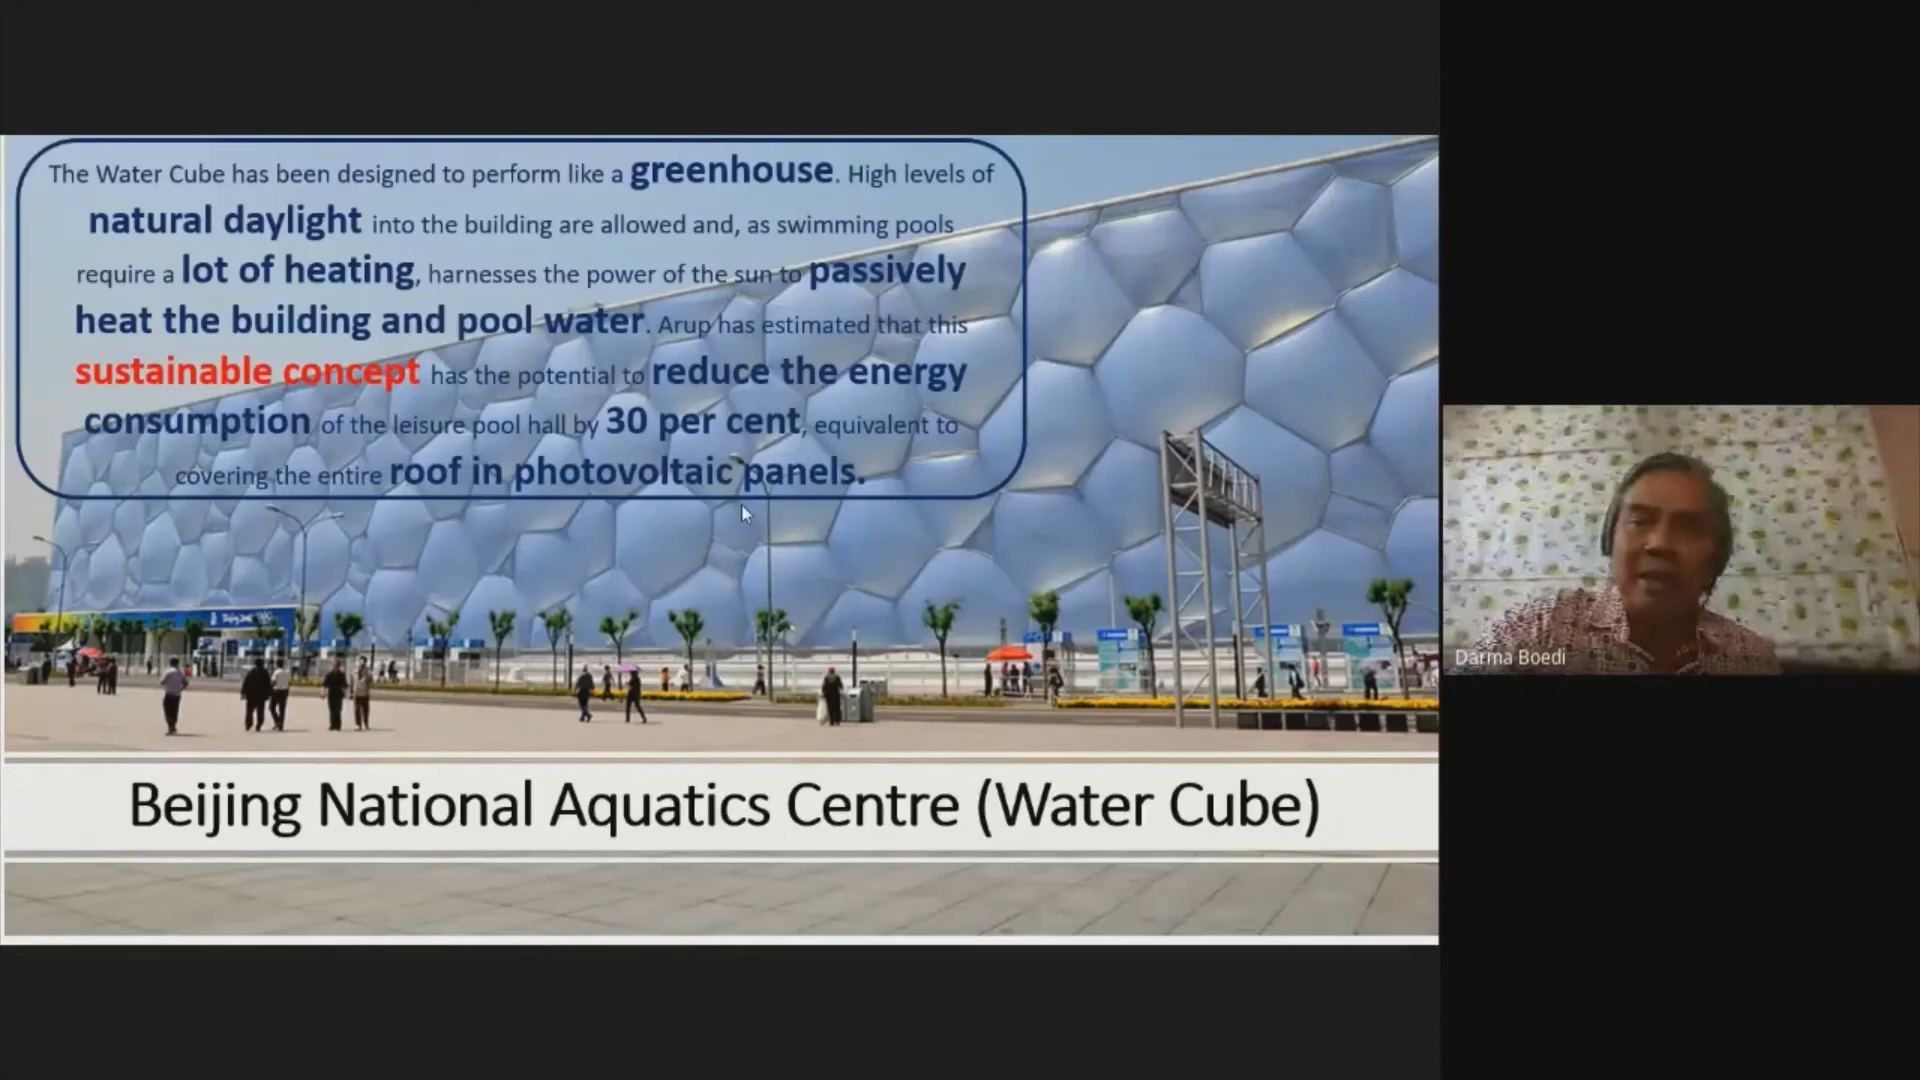 The Water Cube has been designed to perform like a greenhouse. High levels of
natural daylight into the building are allowed and, as swimming pools
require a lot of heating, harnesses the power of the sun to passively
heat the building and pool water. Arup has estimated that this
sustainable concept has the potential to reduce the energy
consumption of the leisure pool hall by 30 per cent, equivalent to
covering the entire roof in photovoltaic panels.
Darma Boedi
Beijing National Aquatics Centre (Water Cube)